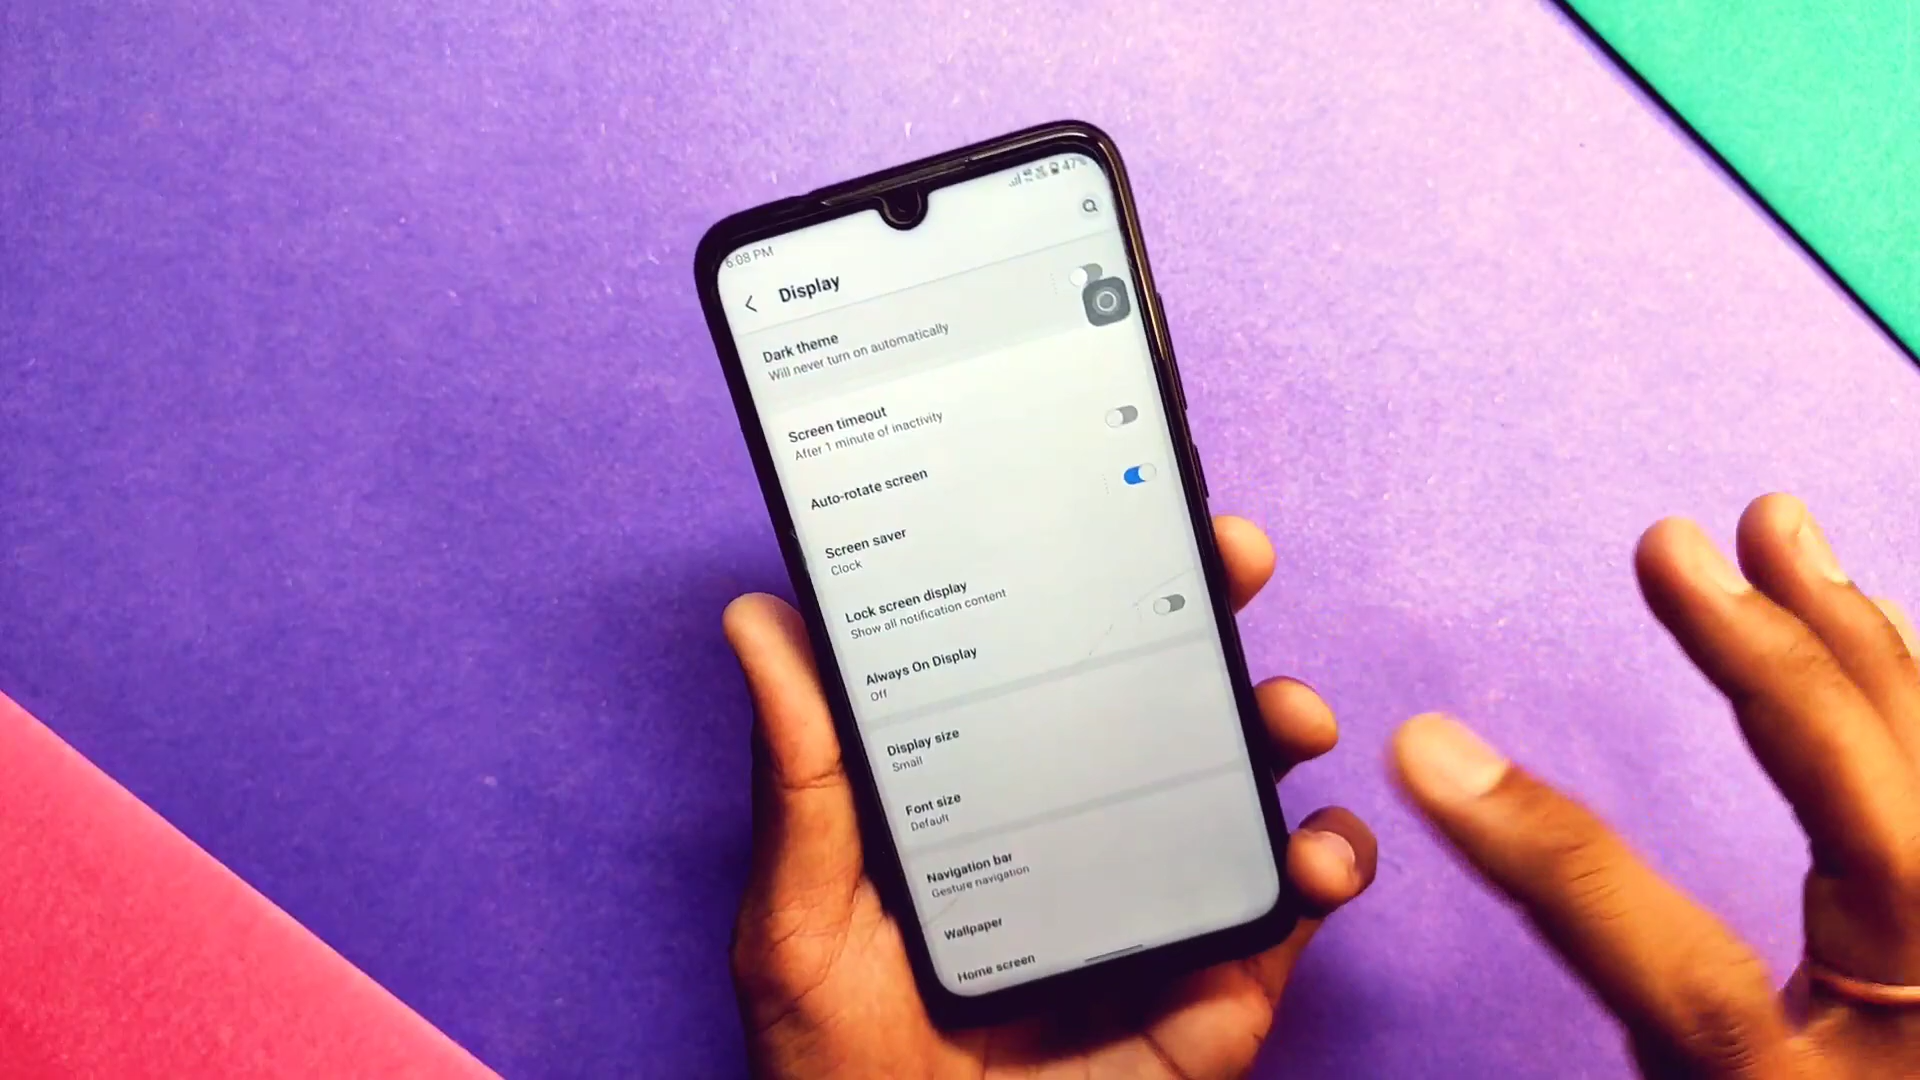 6:08 PM
47%
Display
Dark theme
Will never turn on automatically
Screen timeout
After 1 minute of inactivity
Auto-rotate screen
Screen saver
Clock
Lock screen display
Show all notification content
Always On Display
Off
Display size
Small
Font size
Default
Navigation bar
Gesture navigation
Wallpaper
Home screen